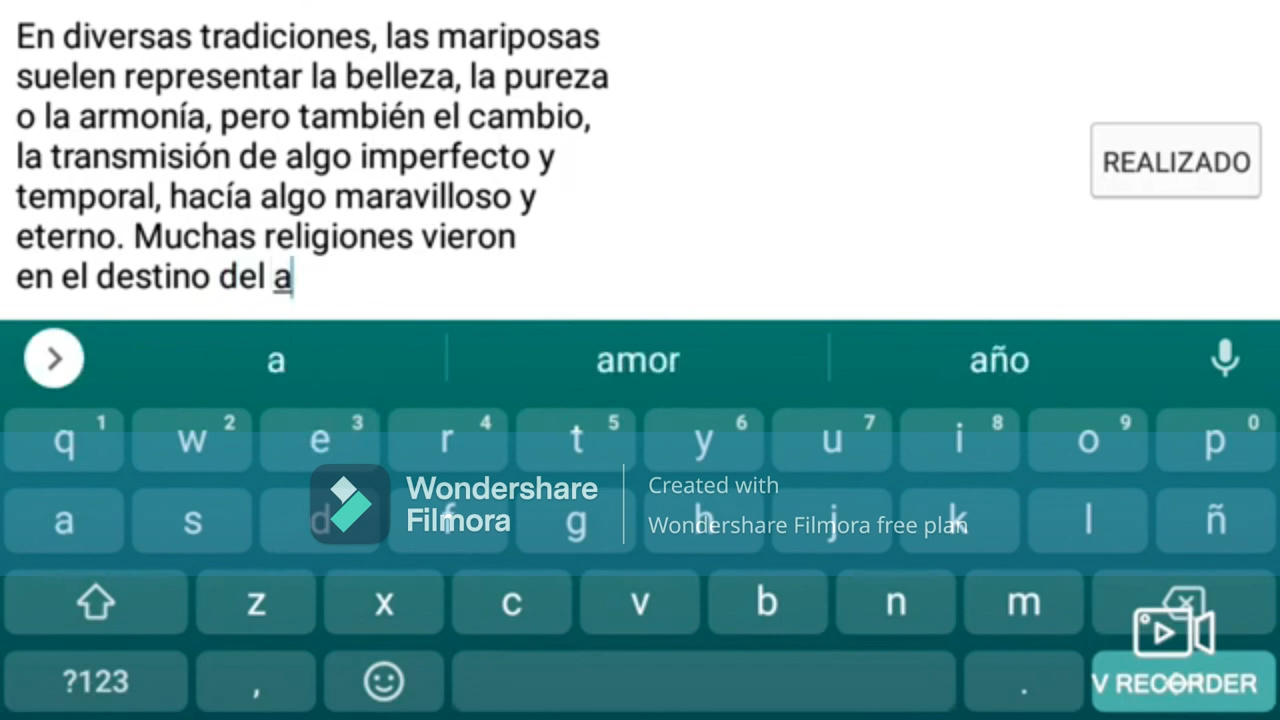 En diversas tradiciones, las mariposas
suelen representar la belleza, la pureza
o la armonía, pero también el cambio,
la transmisión de algo imperfecto y
temporal, hacía algo maravilloso y
eterno. Muchas religiones vieron
en el destino del a
REALIZADO
a amor año
q 1 w 2 e 3 r 4 t 5 y 6 u 7 i 8 o 9 p 0
a s d f g h j k l ñ
Wondershare Filmora
Created with
Wondershare Filmora free plan
z x c v b n m
?123 , .
V RECORDER